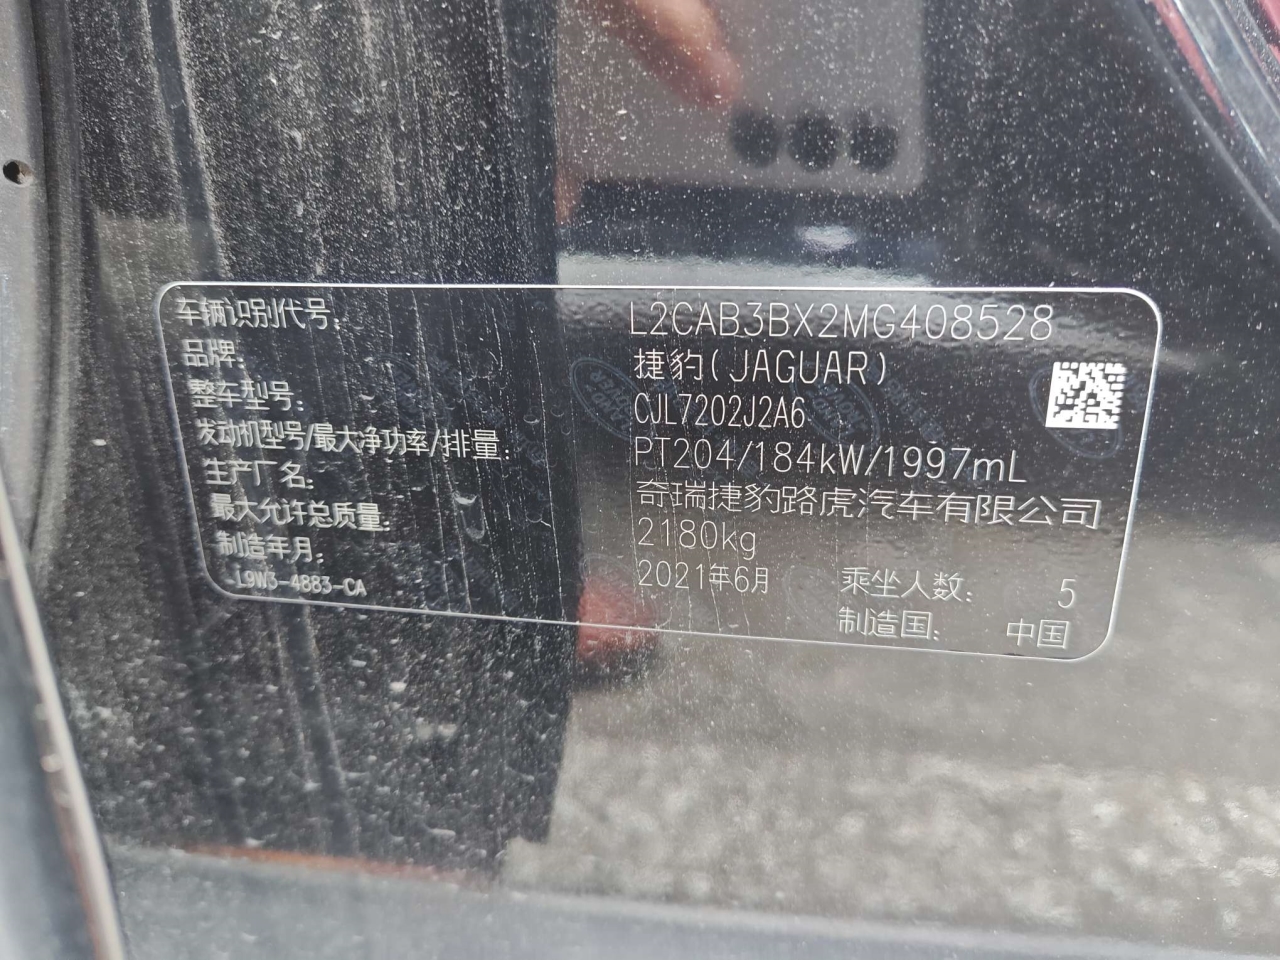 车辆识别代号: L2CAB3BX2MG408528
品牌: 捷豹(JAGUAR)
整车型号: CJL7202J2A6
发动机型号/最大净功率/排量: PT204/184kW/1997mL
生产厂名: 奇瑞捷豹路虎汽车有限公司
最大允许总质量: 2180kg
制造年月: 2021年6月 乘坐人数: 5
L9W3-4883-CA 制造国: 中国